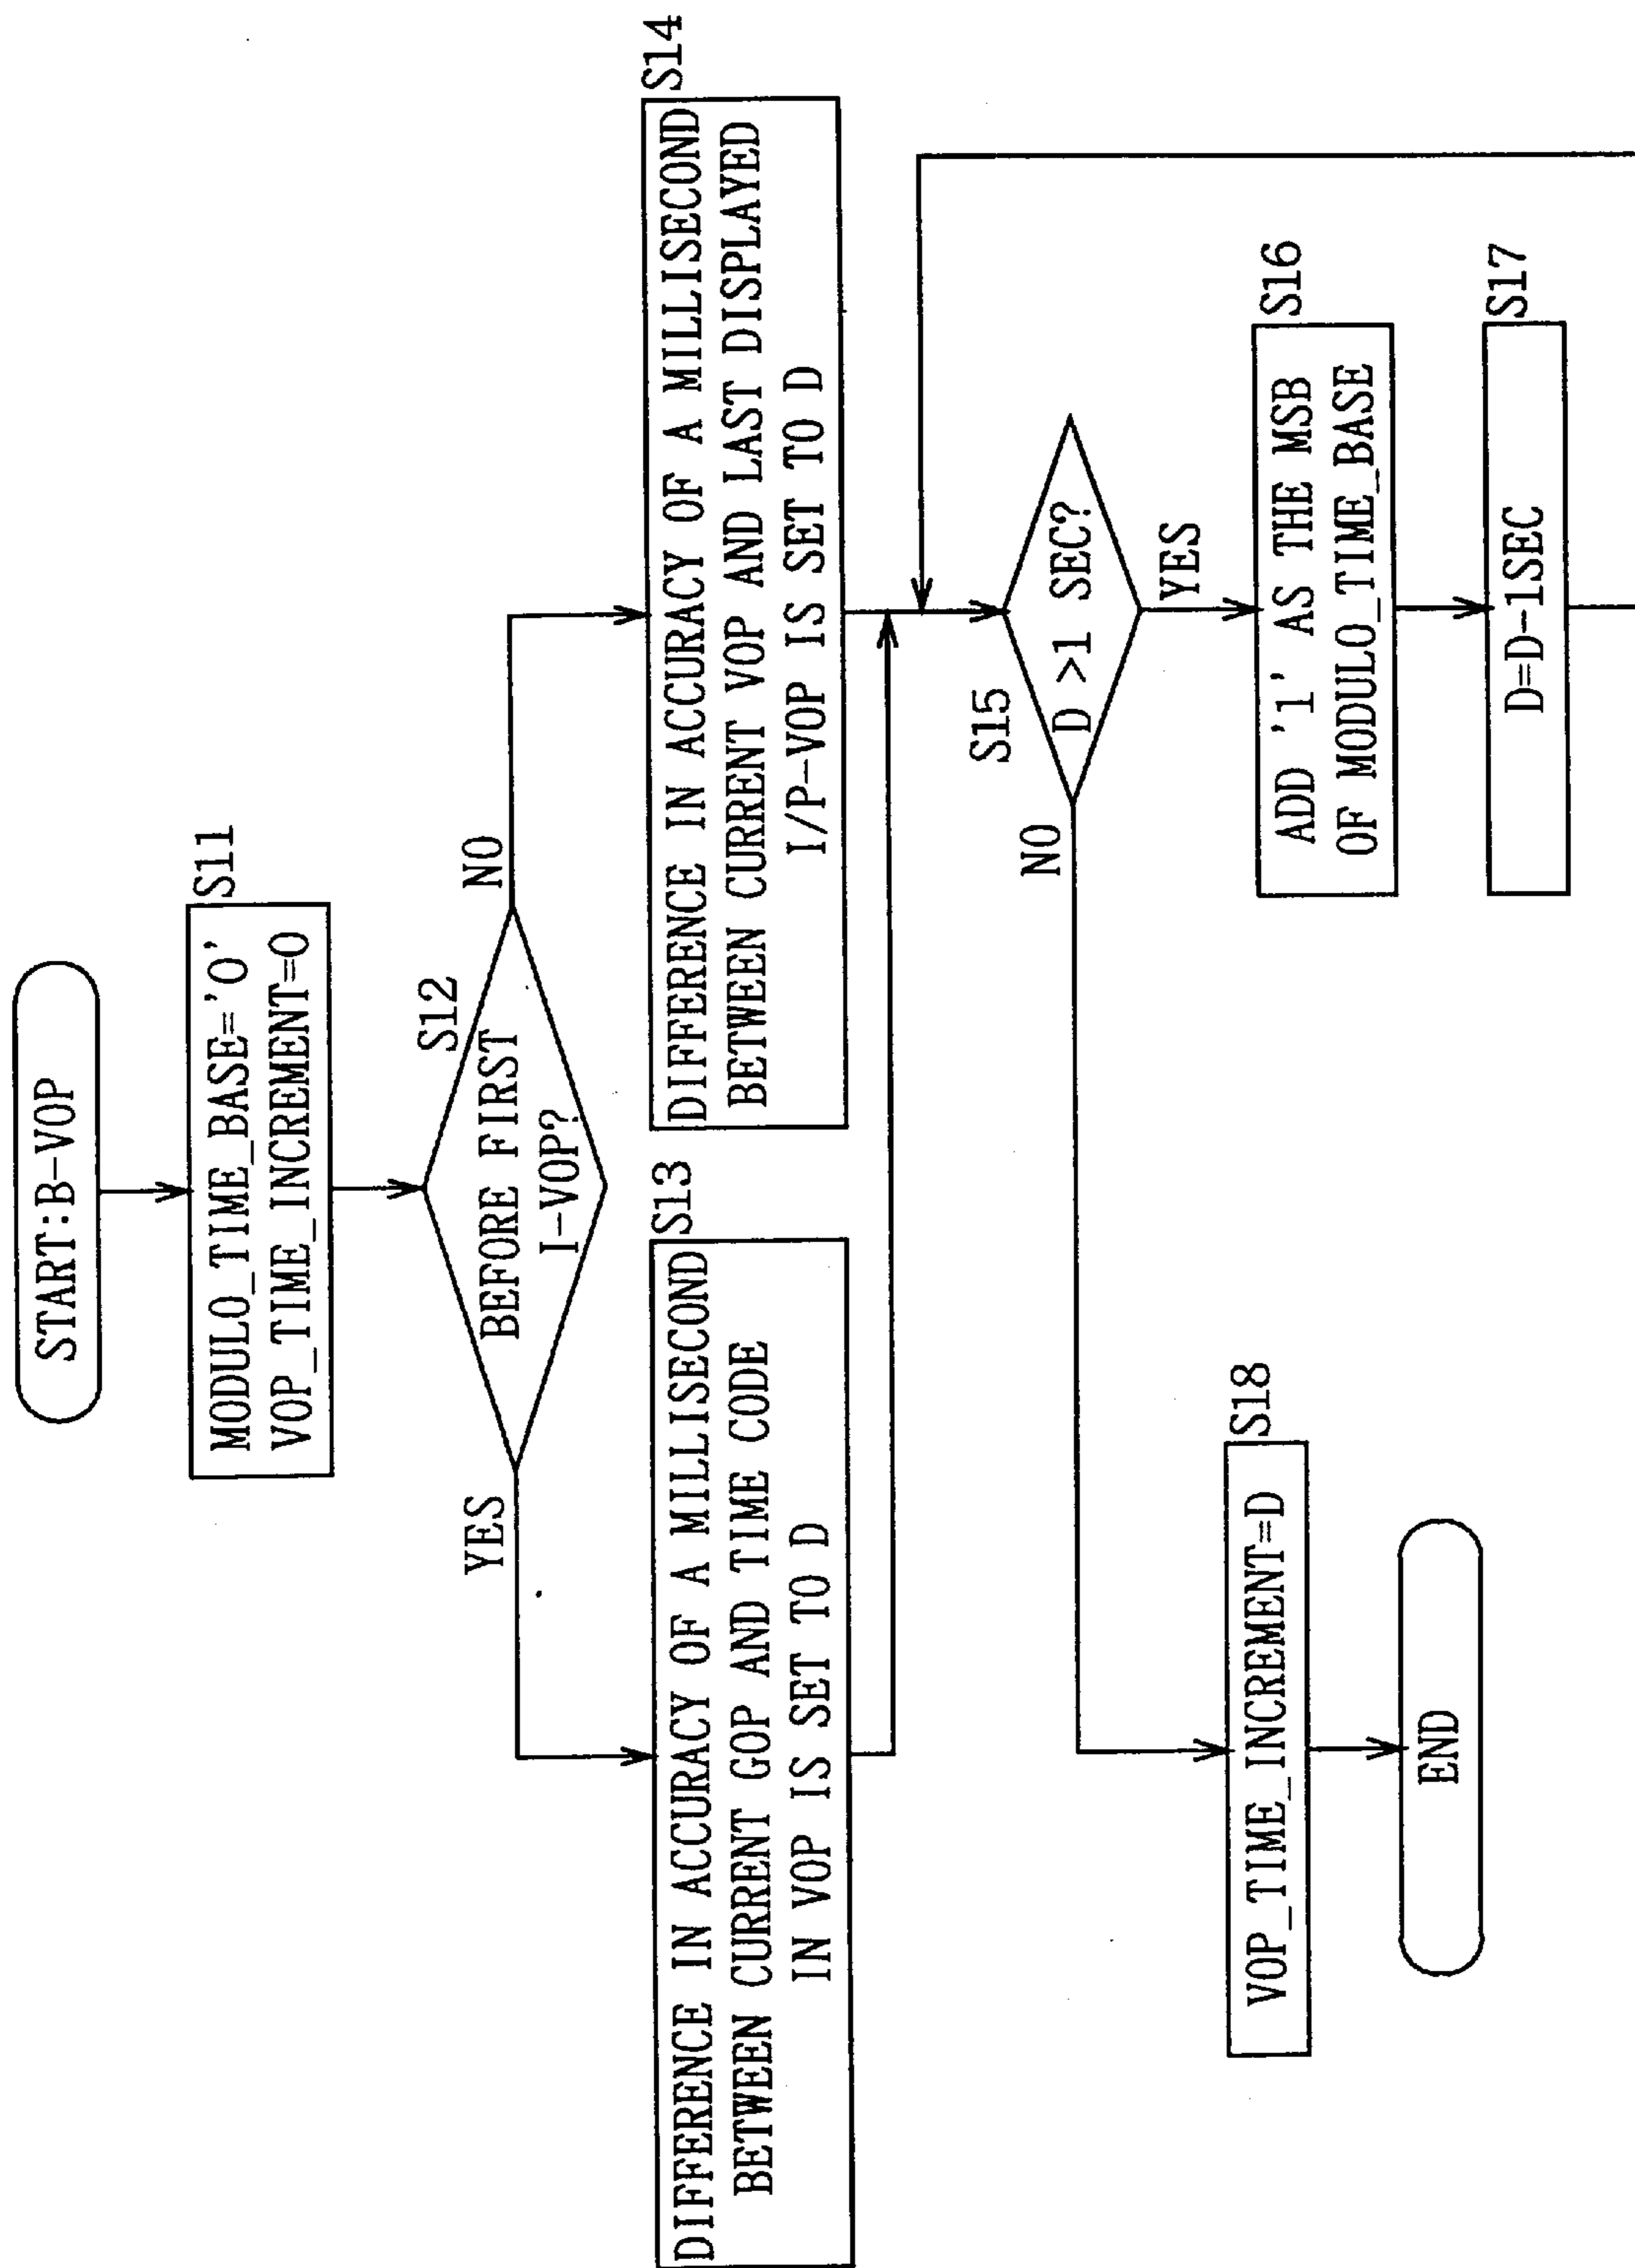 START:B-VOP
S11
MODULO_TIME_BASE='0'
VOP_TIME_INCREMENT=0
S12
BEFORE FIRST
I-VOP?
YES
NO
S13
DIFFERENCE IN ACCURACY OF A MILLISECOND
BETWEEN CURRENT GOP AND TIME CODE
IN VOP IS SET TO D
S14
DIFFERENCE IN ACCURACY OF A MILLISECOND
BETWEEN CURRENT VOP AND LAST DISPLAYED
I/P-VOP IS SET TO D
S15
D >1 SEC?
NO
YES
S16
ADD '1' AS THE MSB
OF MODULO_TIME_BASE
S17
D=D-1SEC
S18
VOP_TIME_INCREMENT=D
END